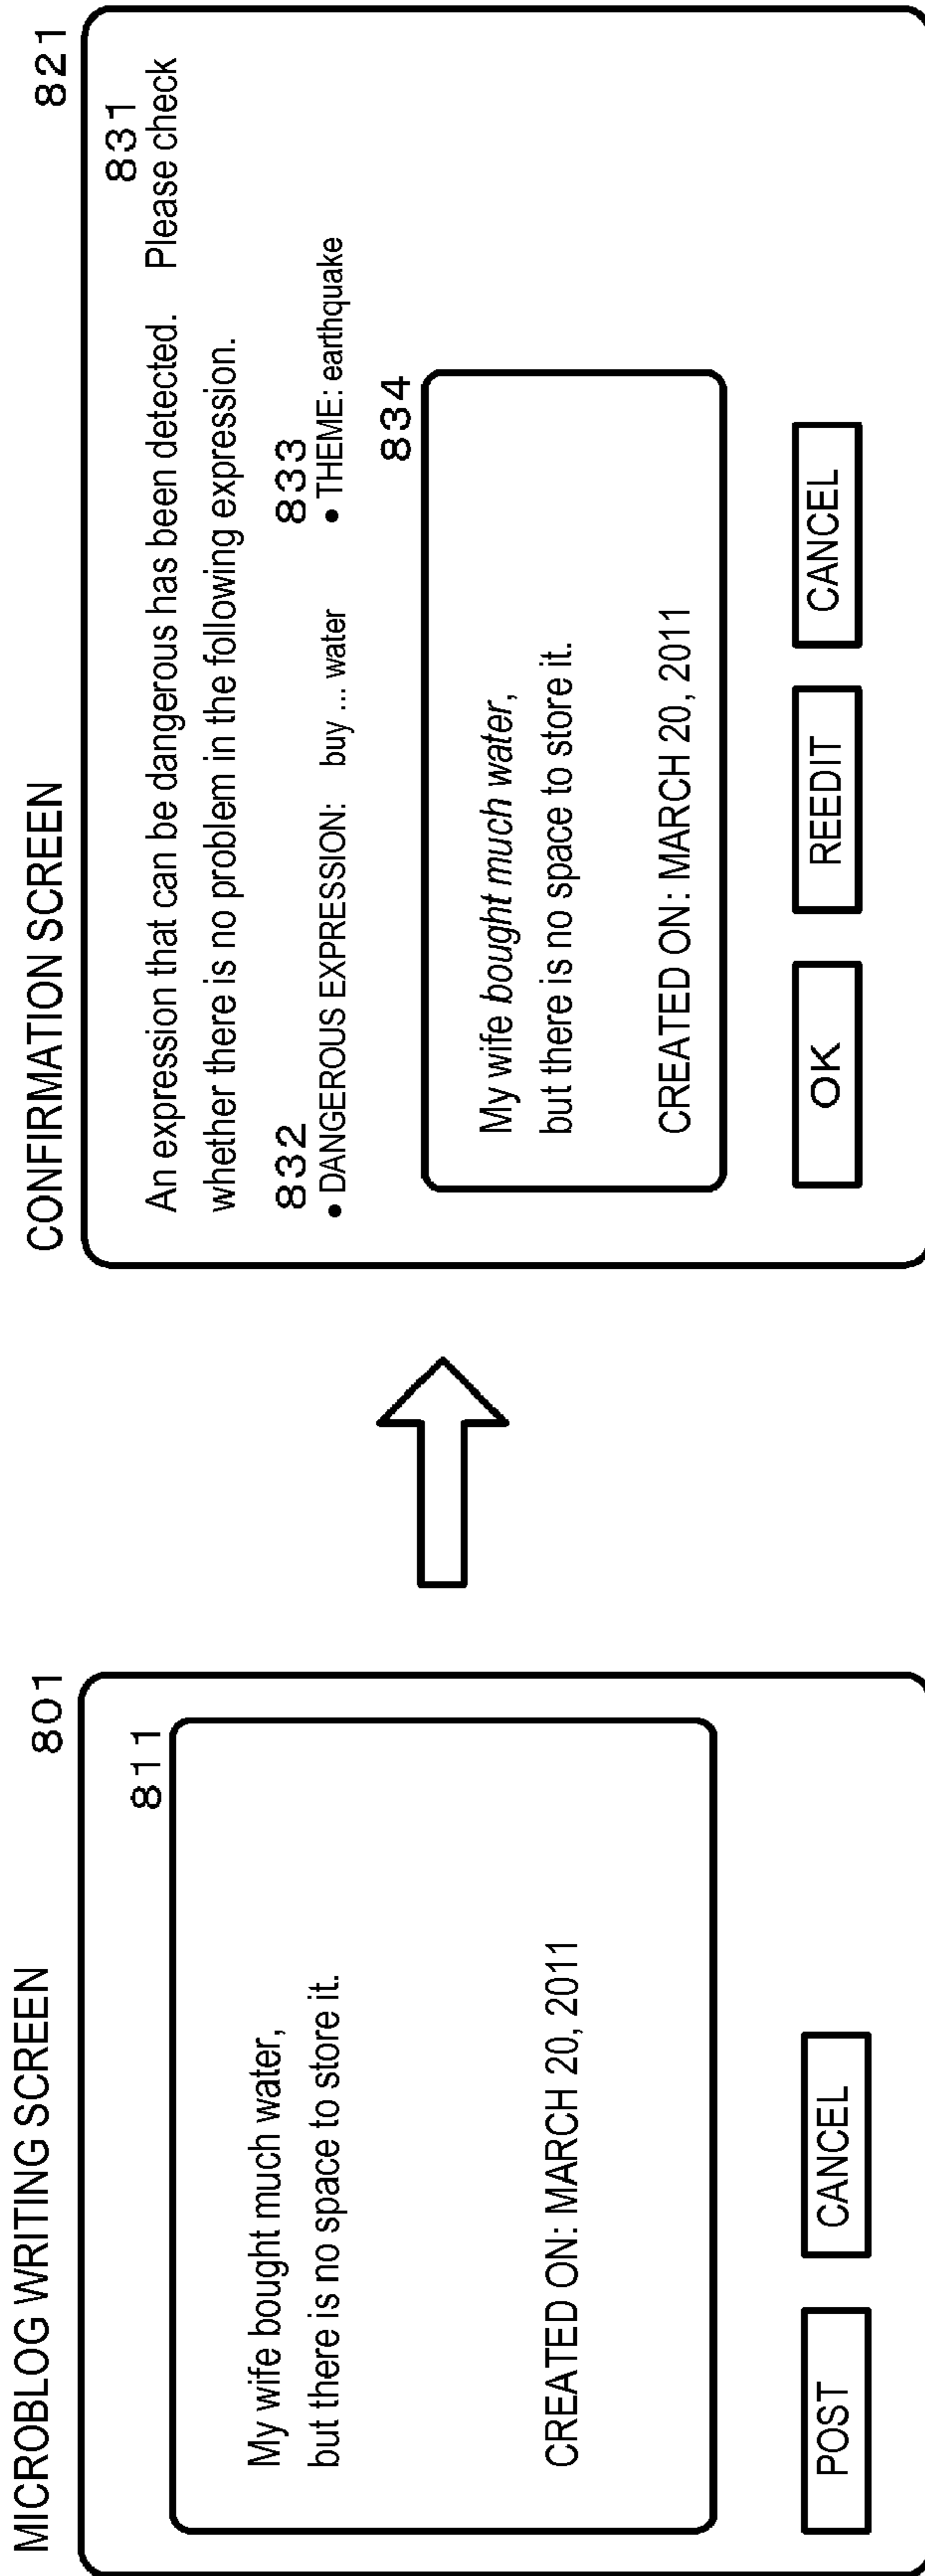 MICROBLOG WRITING SCREEN
801
811
My wife bought much water,
but there is no space to store it.
CREATED ON: MARCH 20, 2011
POST
CANCEL
CONFIRMATION SCREEN
821
831
An expression that can be dangerous has been detected. Please check
whether there is no problem in the following expression.
832
833
• DANGEROUS EXPRESSION: buy ... water
• THEME: earthquake
834
My wife bought much water,
but there is no space to store it.
CREATED ON: MARCH 20, 2011
OK
REEDIT
CANCEL